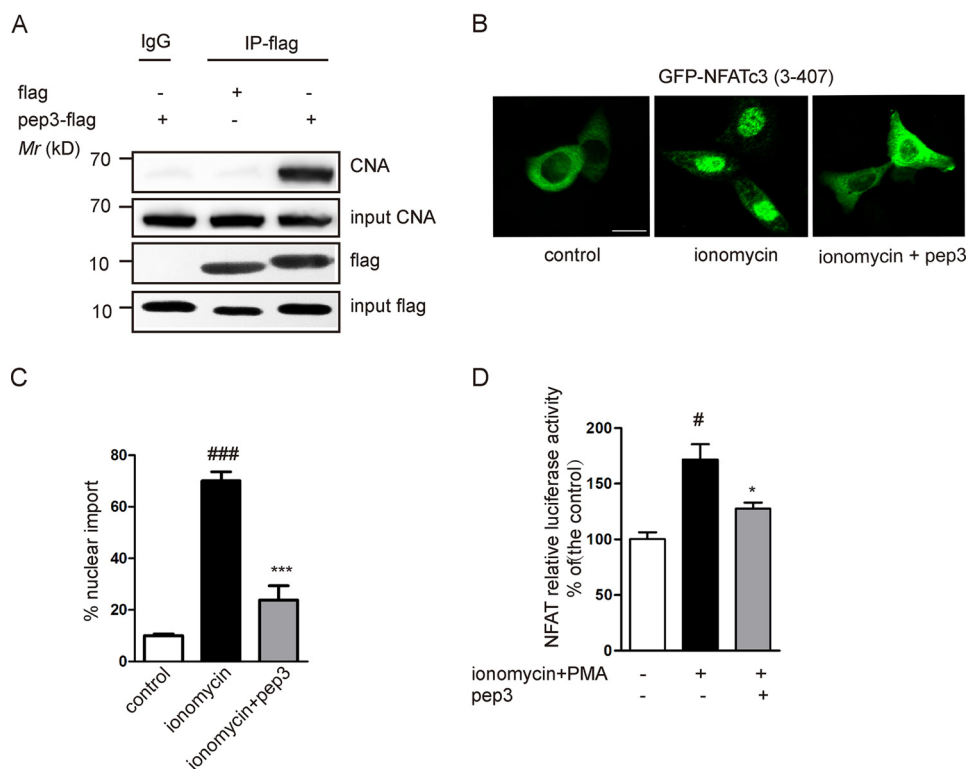 A
IgG IP-flag
flag - + -
pep3-flag + - +
Mr (kD)
70 CNA
70 input CNA
10 flag
10 input flag
B
GFP-NFATc3 (3-407)
control ionomycin ionomycin + pep3
C
% nuclear import
80
60
40
20
0
###
***
control
ionomycin
ionomycin+pep3
D
NFAT relative luciferase activity
% of(the control)
200
150
100
50
0
#
*
ionomycin+PMA - + +
pep3 - - +